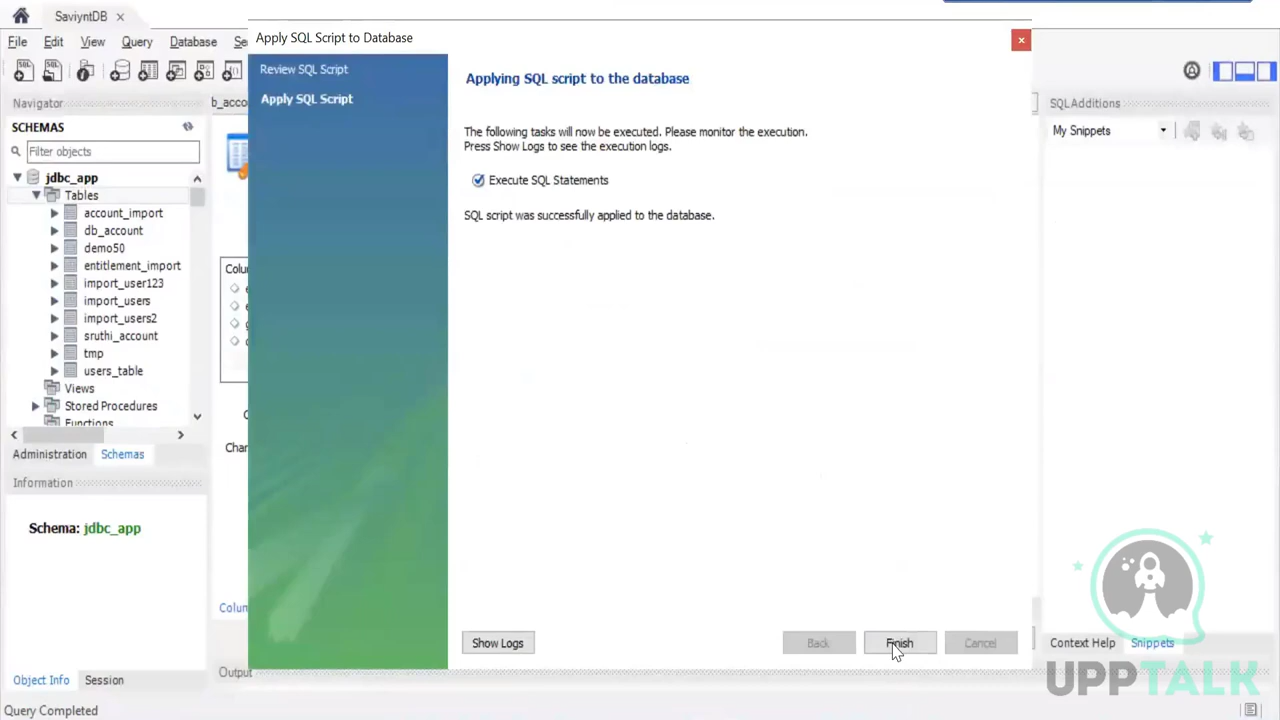 SaviyntDB ×
Apply SQL Script to Database
File Edit View Query Database
Review SQL Script
Apply SQL Script
Applying SQL script to the database
The following tasks will now be executed. Please monitor the execution.
Press Show Logs to see the execution logs.
Execute SQL Statements
SQL script was successfully applied to the database.
Navigator
SCHEMAS
Filter objects
jdbc_app
Tables
account_import
db_account
demo50
entitlement_import
import_user123
import_users
import_users2
sruthi_account
tmp
users_table
Views
Stored Procedures
Functions
Administration Schemas
Information
Schema: jdbc_app
Object Info Session
Query Completed
Output
Show Logs Back Finish Cancel
SQLAdditions
My Snippets
Context Help Snippets
UPPTALK